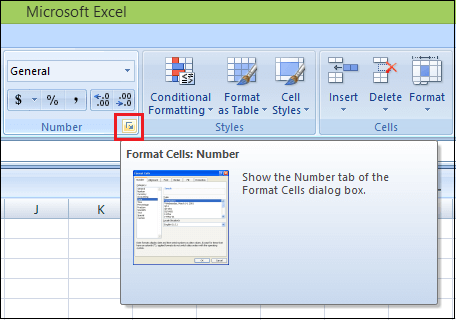 Microsoft Excel
General
$ % , .0 .00 .00 .0
Conditional Formatting
Format as Table
Cell Styles
Insert
Delete
Format
Number
Styles
Cells
Format Cells: Number
Show the Number tab of the
Format Cells dialog box.
J K